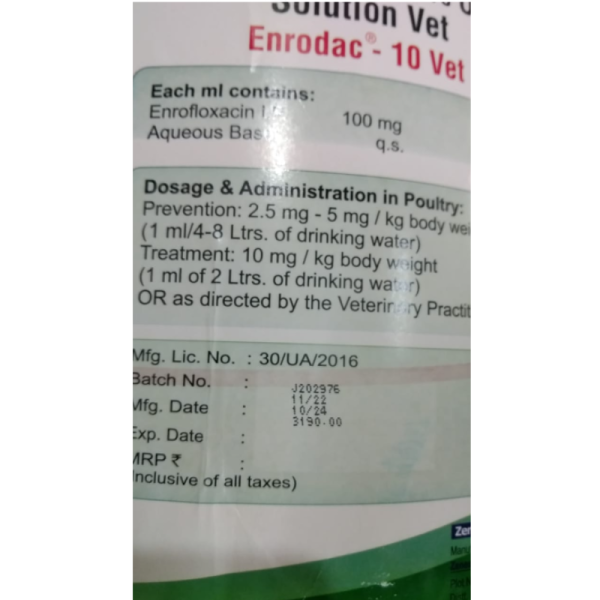 Solution Vet
Enrodac® - 10 Vet
Each ml contains:
Enrofloxacin 100 mg
Aqueous q.s.
Dosage & Administration in Poultry:
Prevention: 2.5 mg - 5 mg / kg body
(1 ml/4-8 Ltrs. of drinking water)
Treatment: 10 mg / kg body weight
(1 ml of 2 Ltrs. of drinking water)
OR as directed by the Veterinary
Mfg. Lic. No. : 30/UA/2016
Batch No. : J202976
Mfg. Date : 11/22
10/24
3190.00
Exp. Date :
MRP ₹ :
Inclusive of all taxes)